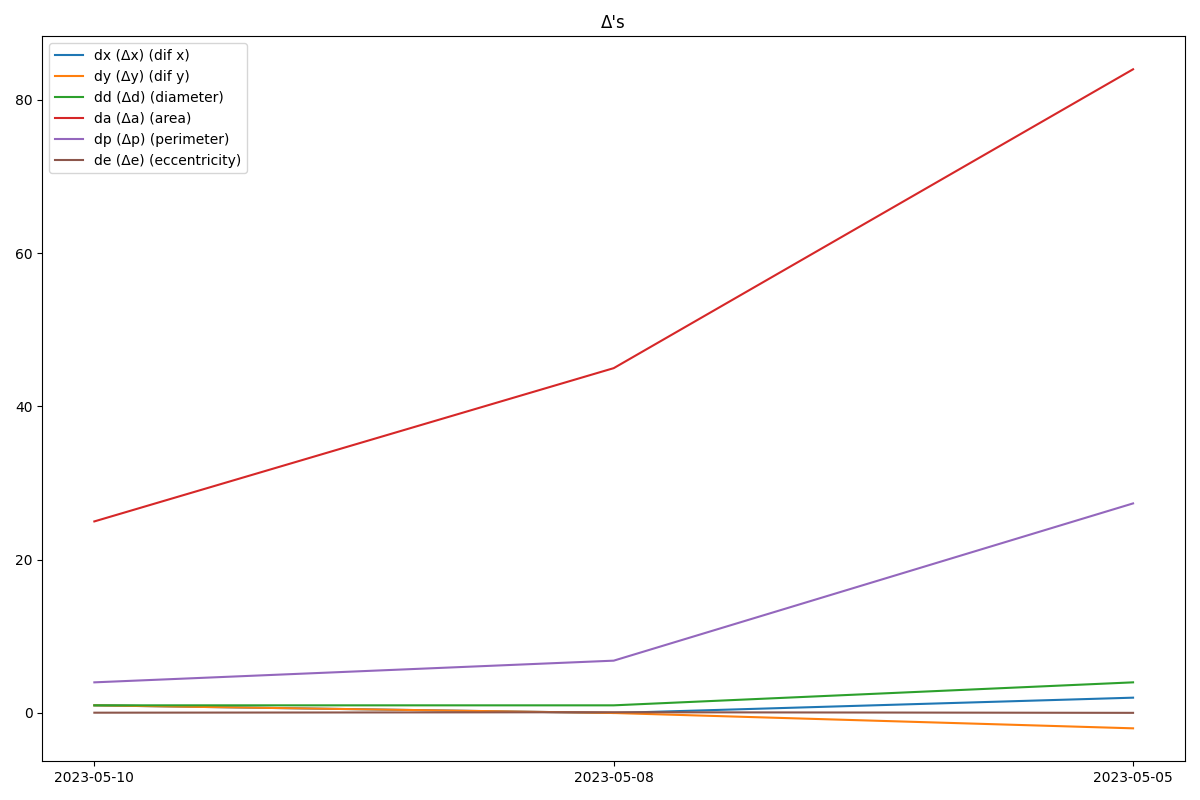 Δ's
dx (Δx) (dif x)
dy (Δy) (dif y)
dd (Δd) (diameter)
da (Δa) (area)
dp (Δp) (perimeter)
de (Δe) (eccentricity)
80
60
40
20
0
2023-05-10 2023-05-08 2023-05-05